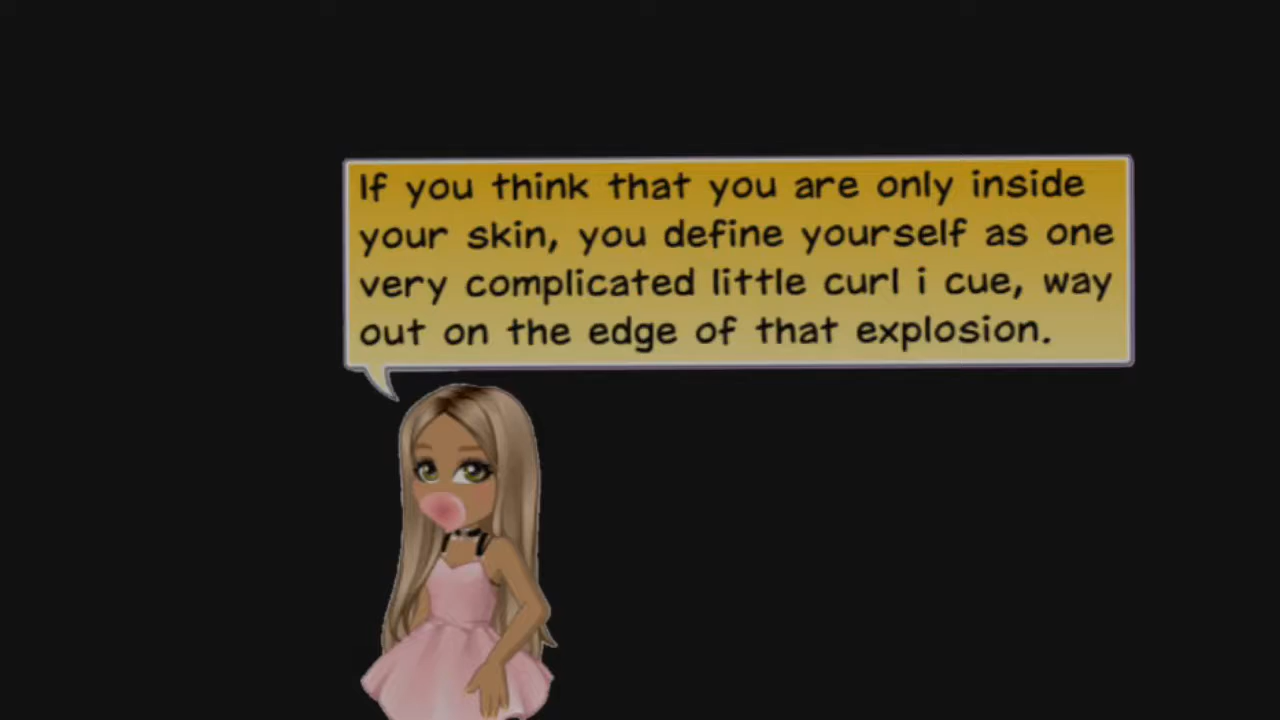 If you think that you are only inside
your skin, you define yourself as one
very complicated little curl i cue, way
out on the edge of that explosion.